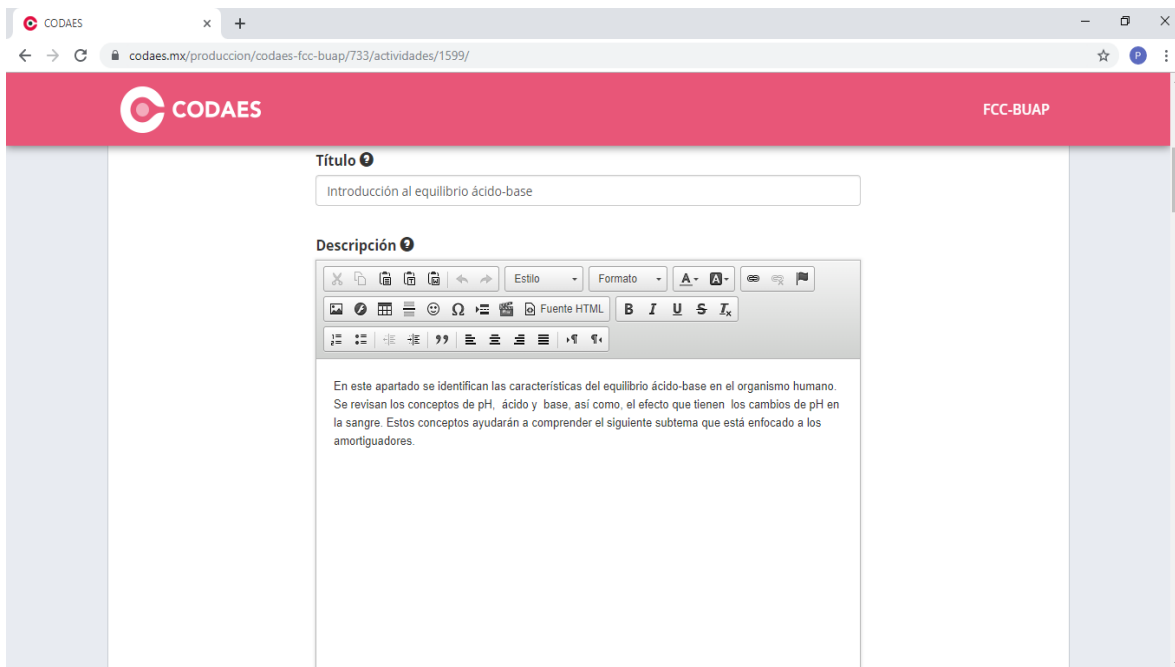 CODAES
codaes.mx/produccion/codaes-fcc-buap/733/actividades/1599/
P
CODAES
FCC-BUAP
Título
Introducción al equilibrio ácido-base
Descripción
Estilo
Formato
A
A
Ω
Fuente HTML
B I U S Ix
En este apartado se identifican las características del equilibrio ácido-base en el organismo humano.
Se revisan los conceptos de pH,  ácido y  base, así como, el efecto que tienen  los cambios de pH en
la sangre. Estos conceptos ayudarán a comprender el siguiente subtema que está enfocado a los
amortiguadores.